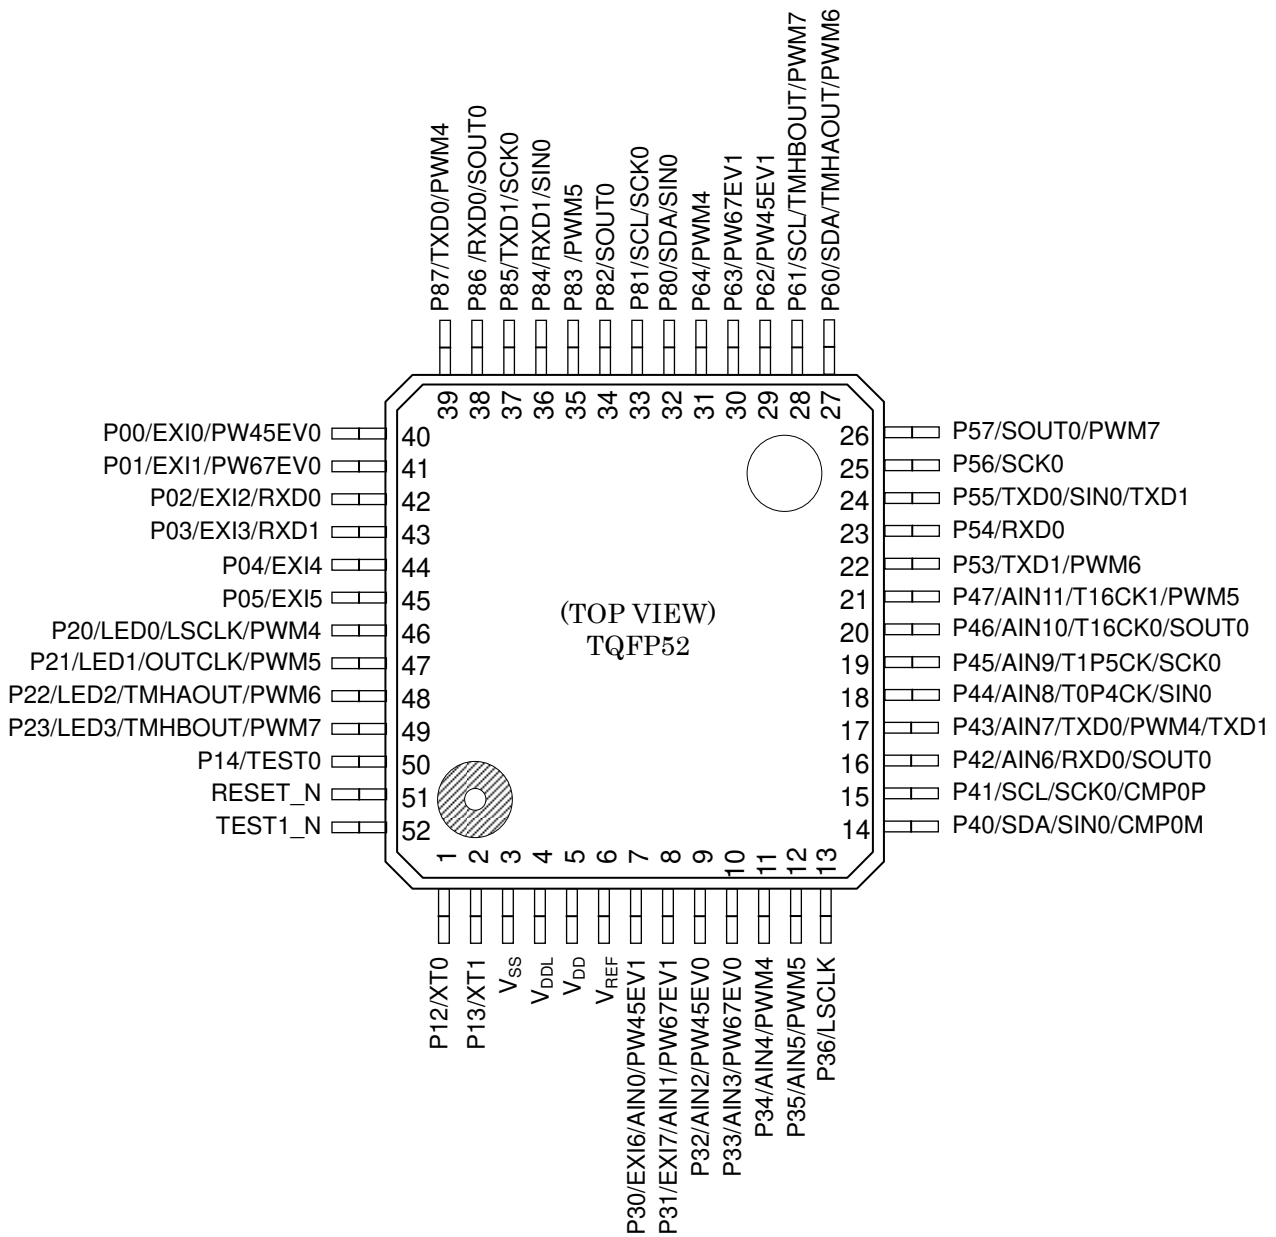 P87/TXD0/PWM4
P86 /RXD0/SOUT0
P85/TXD1/SCK0
P84/RXD1/SIN0
P83 /PWM5
P82/SOUT0
P81/SCL/SCK0
P80/SDA/SIN0
P64/PWM4
P63/PW67EV1
P62/PW45EV1
P61/SCL/TMHBOUT/PWM7
P60/SDA/TMHAOUT/PWM6
39
38
37
36
35
34
33
32
31
30
29
28
27
P00/EXI0/PW45EV0
P01/EXI1/PW67EV0
P02/EXI2/RXD0
P03/EXI3/RXD1
P04/EXI4
P05/EXI5
P20/LED0/LSCLK/PWM4
P21/LED1/OUTCLK/PWM5
P22/LED2/TMHAOUT/PWM6
P23/LED3/TMHBOUT/PWM7
P14/TEST0
RESET_N
TEST1_N
40
41
42
43
44
45
46
47
48
49
50
51
52
(TOP VIEW)
TQFP52
26
25
24
23
22
21
20
19
18
17
16
15
14
P57/SOUT0/PWM7
P56/SCK0
P55/TXD0/SIN0/TXD1
P54/RXD0
P53/TXD1/PWM6
P47/AIN11/T16CK1/PWM5
P46/AIN10/T16CK0/SOUT0
P45/AIN9/T1P5CK/SCK0
P44/AIN8/T0P4CK/SIN0
P43/AIN7/TXD0/PWM4/TXD1
P42/AIN6/RXD0/SOUT0
P41/SCL/SCK0/CMP0P
P40/SDA/SIN0/CMP0M
1
2
3
4
5
6
7
8
9
10
11
12
13
P12/XT0
P13/XT1
VSS
VDDL
VDD
VREF
P30/EXI6/AIN0/PW45EV1
P31/EXI7/AIN1/PW67EV1
P32/AIN2/PW45EV0
P33/AIN3/PW67EV0
P34/AIN4/PWM4
P35/AIN5/PWM5
P36/LSCLK